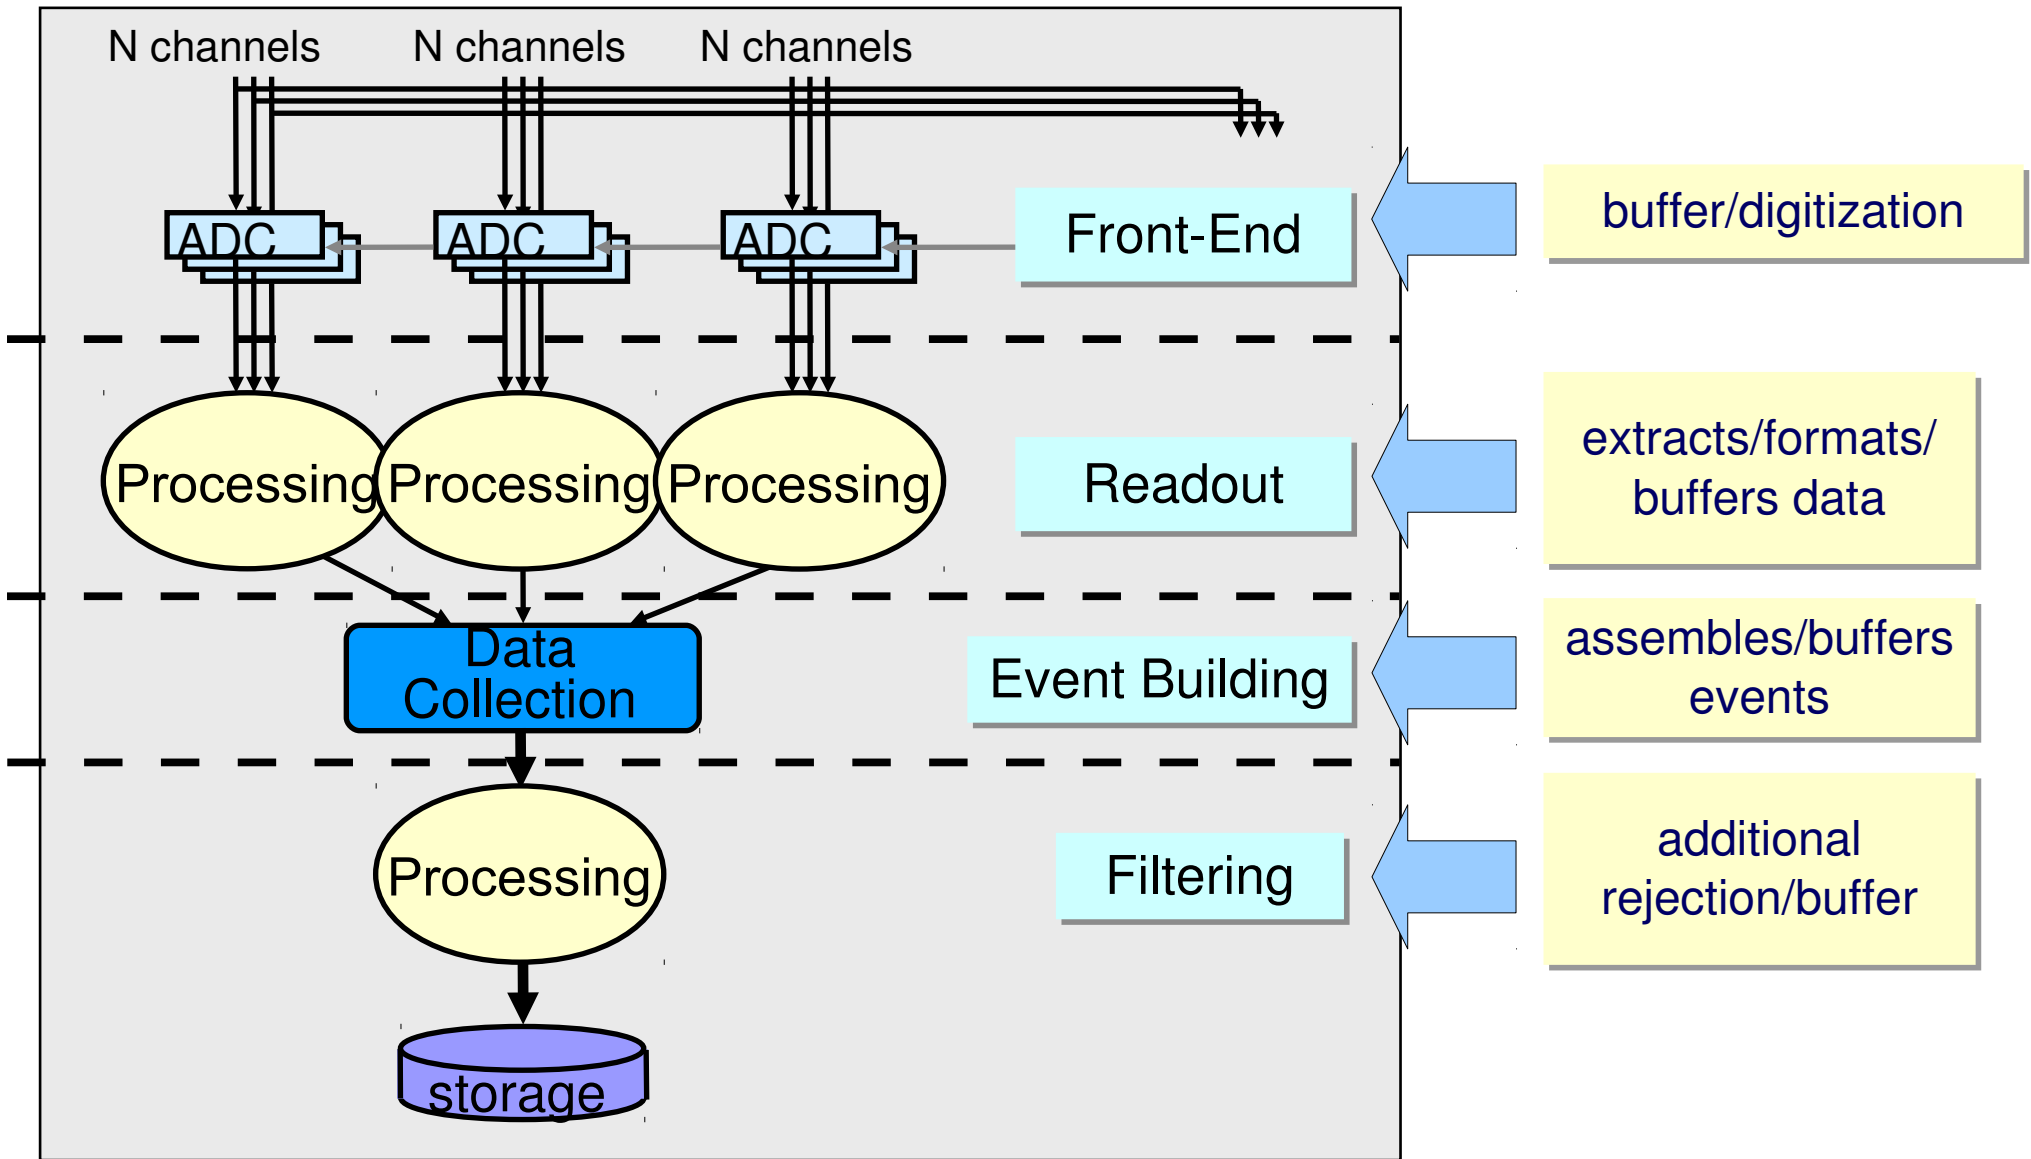 N channels N channels N channels
ADC ADC ADC
Front-End
buffer/digitization
Processing Processing Processing
Readout
extracts/formats/
buffers data
Data
Collection
Event Building
assembles/buffers
events
Processing
Filtering
additional
rejection/buffer
storage